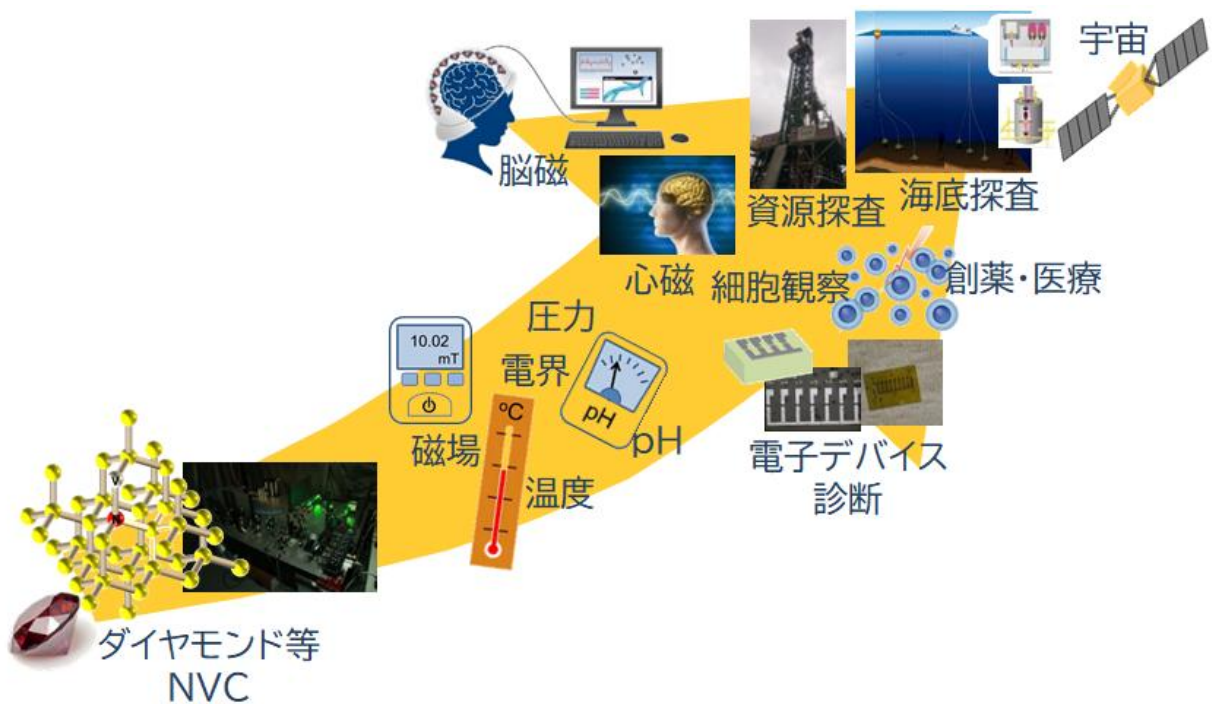 宇宙
脳磁
資源探査
海底探査
心磁
細胞観察
創薬・医療
圧力
10.02
mT
電界
pH
℃
磁場
pH
温度
電子デバイス
診断
V
N
ダイヤモンド等
NVC